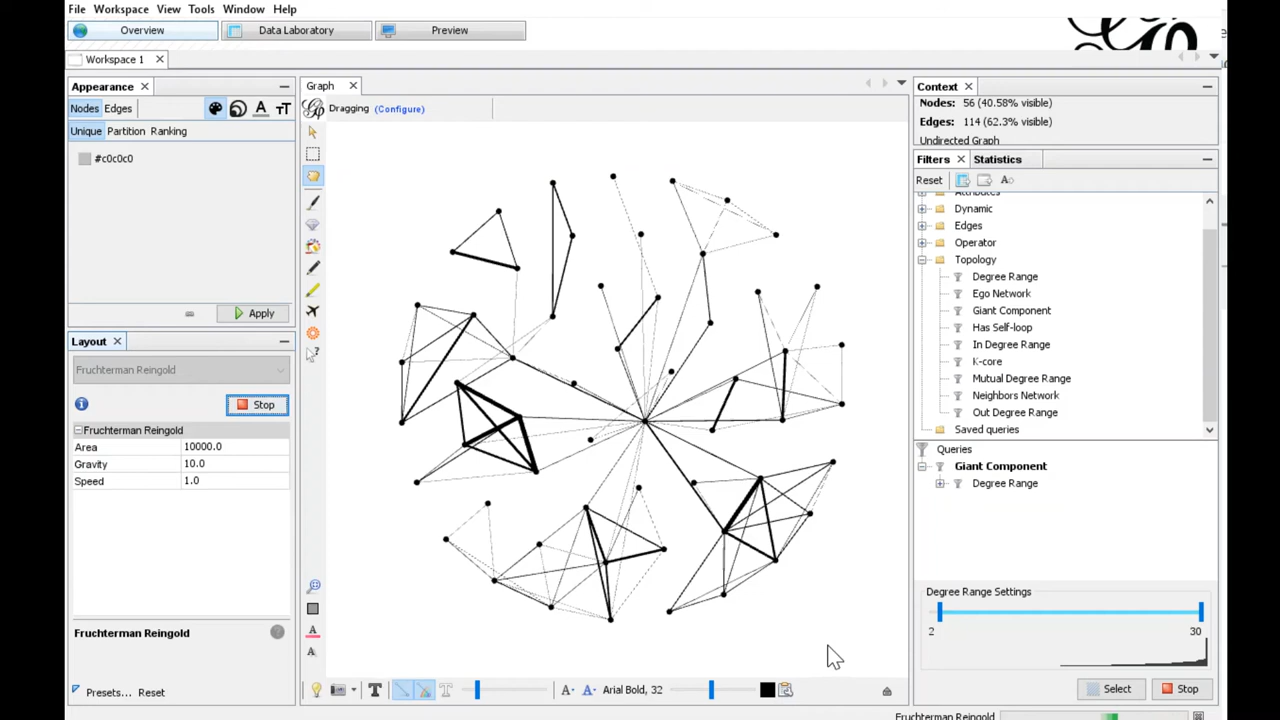 File Workspace View Tools Window Help
Overview Data Laboratory Preview
Workspace 1
Appearance
Nodes Edges
Unique Partition Ranking
#c0c0c0
Apply
Layout
Fruchterman Reingold
Stop
Fruchterman Reingold
Area 10000.0
Gravity 10.0
Speed 1.0
Fruchterman Reingold
Presets... Reset
Graph
Dragging (Configure)
Arial Bold, 32
Context
Nodes: 56 (40.58% visible)
Edges: 114 (62.3% visible)
Undirected Graph
Filters Statistics
Reset
Attributes
Dynamic
Edges
Operator
Topology
Degree Range
Ego Network
Giant Component
Has Self-loop
In Degree Range
K-core
Mutual Degree Range
Neighbors Network
Out Degree Range
Saved queries
Queries
Giant Component
Degree Range
Degree Range Settings
2 30
Select Stop
Fruchterman Reingold